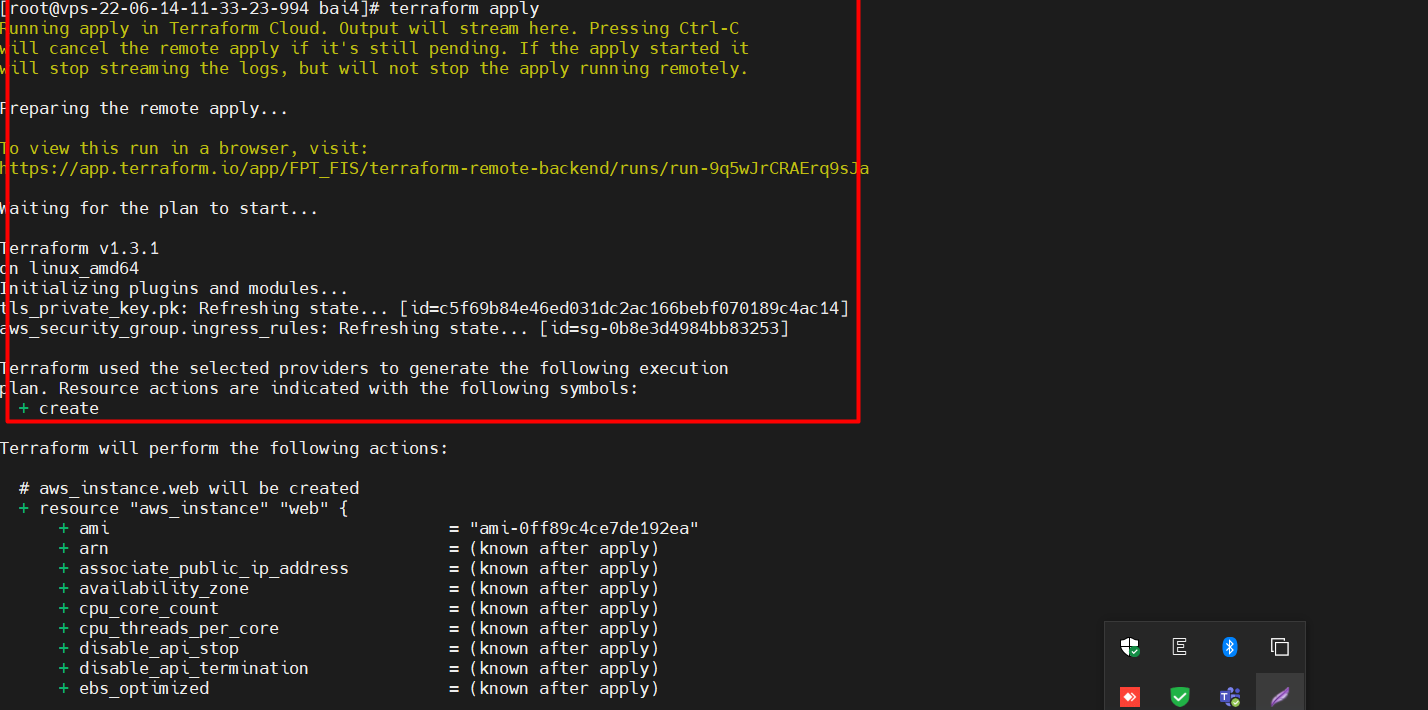 [root@vps-22-06-14-11-33-23-994 bai4]# terraform apply
Running apply in Terraform Cloud. Output will stream here. Pressing Ctrl-C
will cancel the remote apply if it's still pending. If the apply started it
will stop streaming the logs, but will not stop the apply running remotely.
Preparing the remote apply...
To view this run in a browser, visit:
https://app.terraform.io/app/FPT_FIS/terraform-remote-backend/runs/run-9q5wJrCRAErq9sJa
Waiting for the plan to start...
Terraform v1.3.1
on linux_amd64
Initializing plugins and modules...
tls_private_key.pk: Refreshing state... [id=c5f69b84e46ed031dc2ac166bebf070189c4ac14]
aws_security_group.ingress_rules: Refreshing state... [id=sg-0b8e3d4984bb83253]
Terraform used the selected providers to generate the following execution
plan. Resource actions are indicated with the following symbols:
+ create
Terraform will perform the following actions:
# aws_instance.web will be created
+ resource "aws_instance" "web" {
+ ami = "ami-0ff89c4ce7de192ea"
+ arn = (known after apply)
+ associate_public_ip_address = (known after apply)
+ availability_zone = (known after apply)
+ cpu_core_count = (known after apply)
+ cpu_threads_per_core = (known after apply)
+ disable_api_stop = (known after apply)
+ disable_api_termination = (known after apply)
+ ebs_optimized = (known after apply)